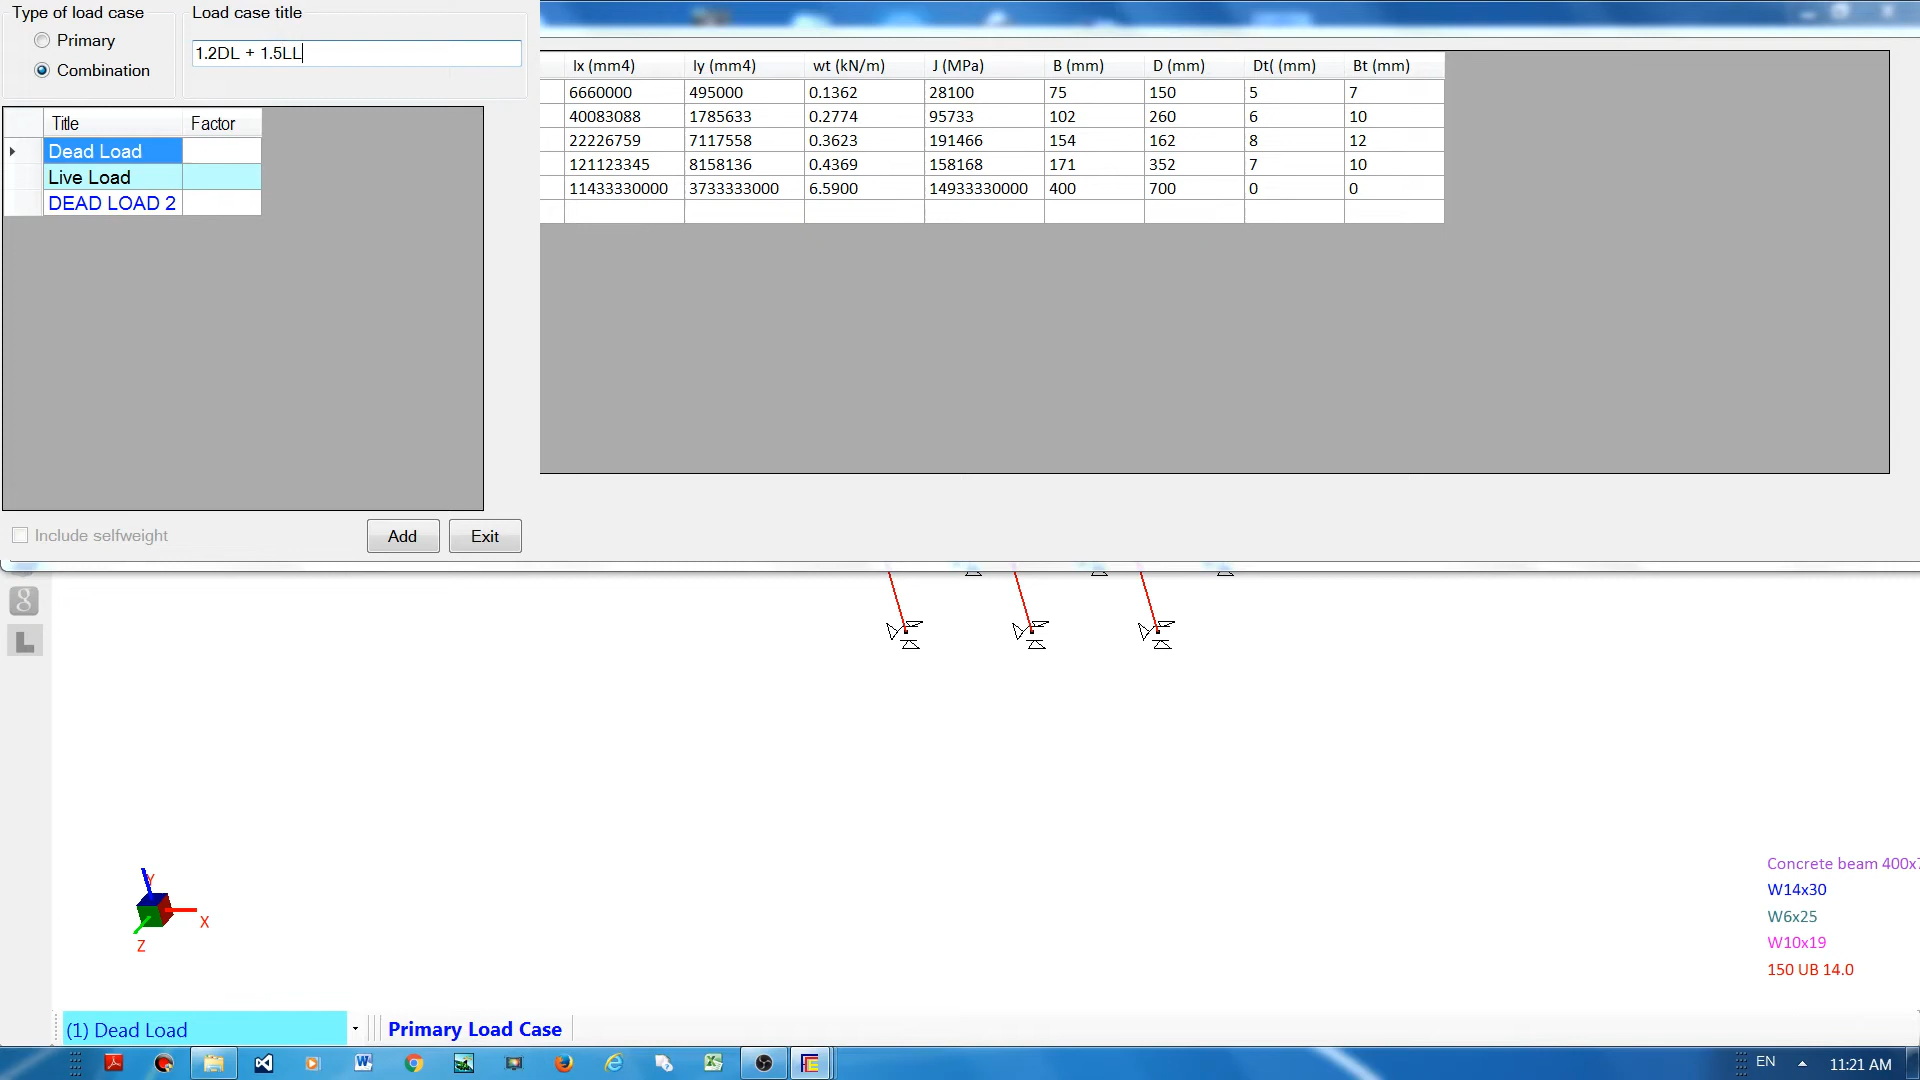 Type of load case
Primary
Combination
Load case title
1.2DL + 1.5LL
Title Factor
Dead Load
Live Load
DEAD LOAD 2
Include selfweight
Add
Exit
Ix (mm4) Iy (mm4) wt (kN/m) J (MPa) B (mm) D (mm) Dt( (mm) Bt (mm)
6660000 495000 0.1362 28100 75 150 5 7
40083088 1785633 0.2774 95733 102 260 6 10
22226759 7117558 0.3623 191466 154 162 8 12
121123345 8158136 0.4369 158168 171 352 7 10
11433330000 3733333000 6.5900 14933330000 400 700 0 0
8
L
Y
X
Z
Concrete beam 400x7
W14x30
W6x25
W10x19
150 UB 14.0
(1) Dead Load
Primary Load Case
EN
11:21 AM